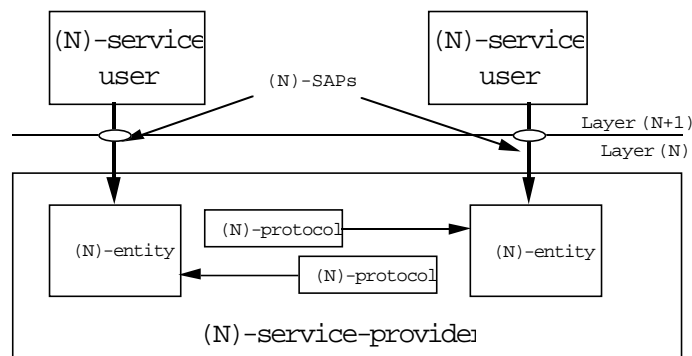 (N)-service
user
(N)-service
user
(N)-SAPs
Layer (N+1)
Layer (N)
(N)-entity
(N)-protocol
(N)-entity
(N)-protocol
(N)-service-provider